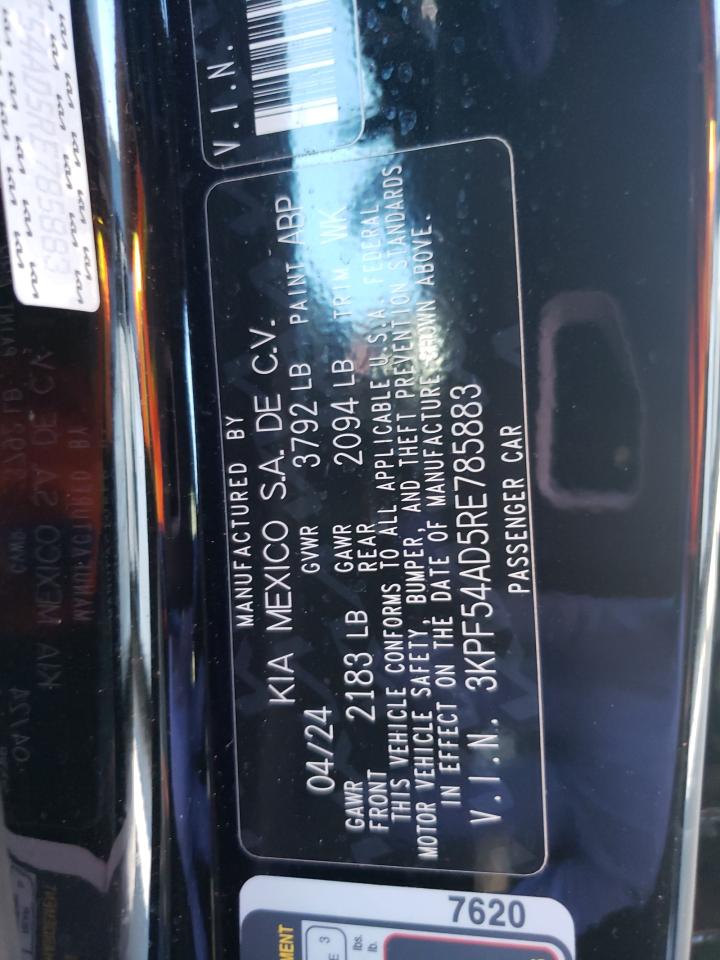 V.I.N.
MANUFACTURED BY
KIA MEXICO S.A. DE C.V.
04/24 GVWR 3792 LB PAINT ABP
GAWR FRONT 2183 LB GAWR REAR 2094 LB TRIM WK
THIS VEHICLE CONFORMS TO ALL APPLICABLE U.S.A. FEDERAL
MOTOR VEHICLE SAFETY, BUMPER, AND THEFT PREVENTION STANDARDS
IN EFFECT ON THE DATE OF MANUFACTURE SHOWN ABOVE.
V.I.N. 3KPF54AD5RE785883
PASSENGER CAR
7620